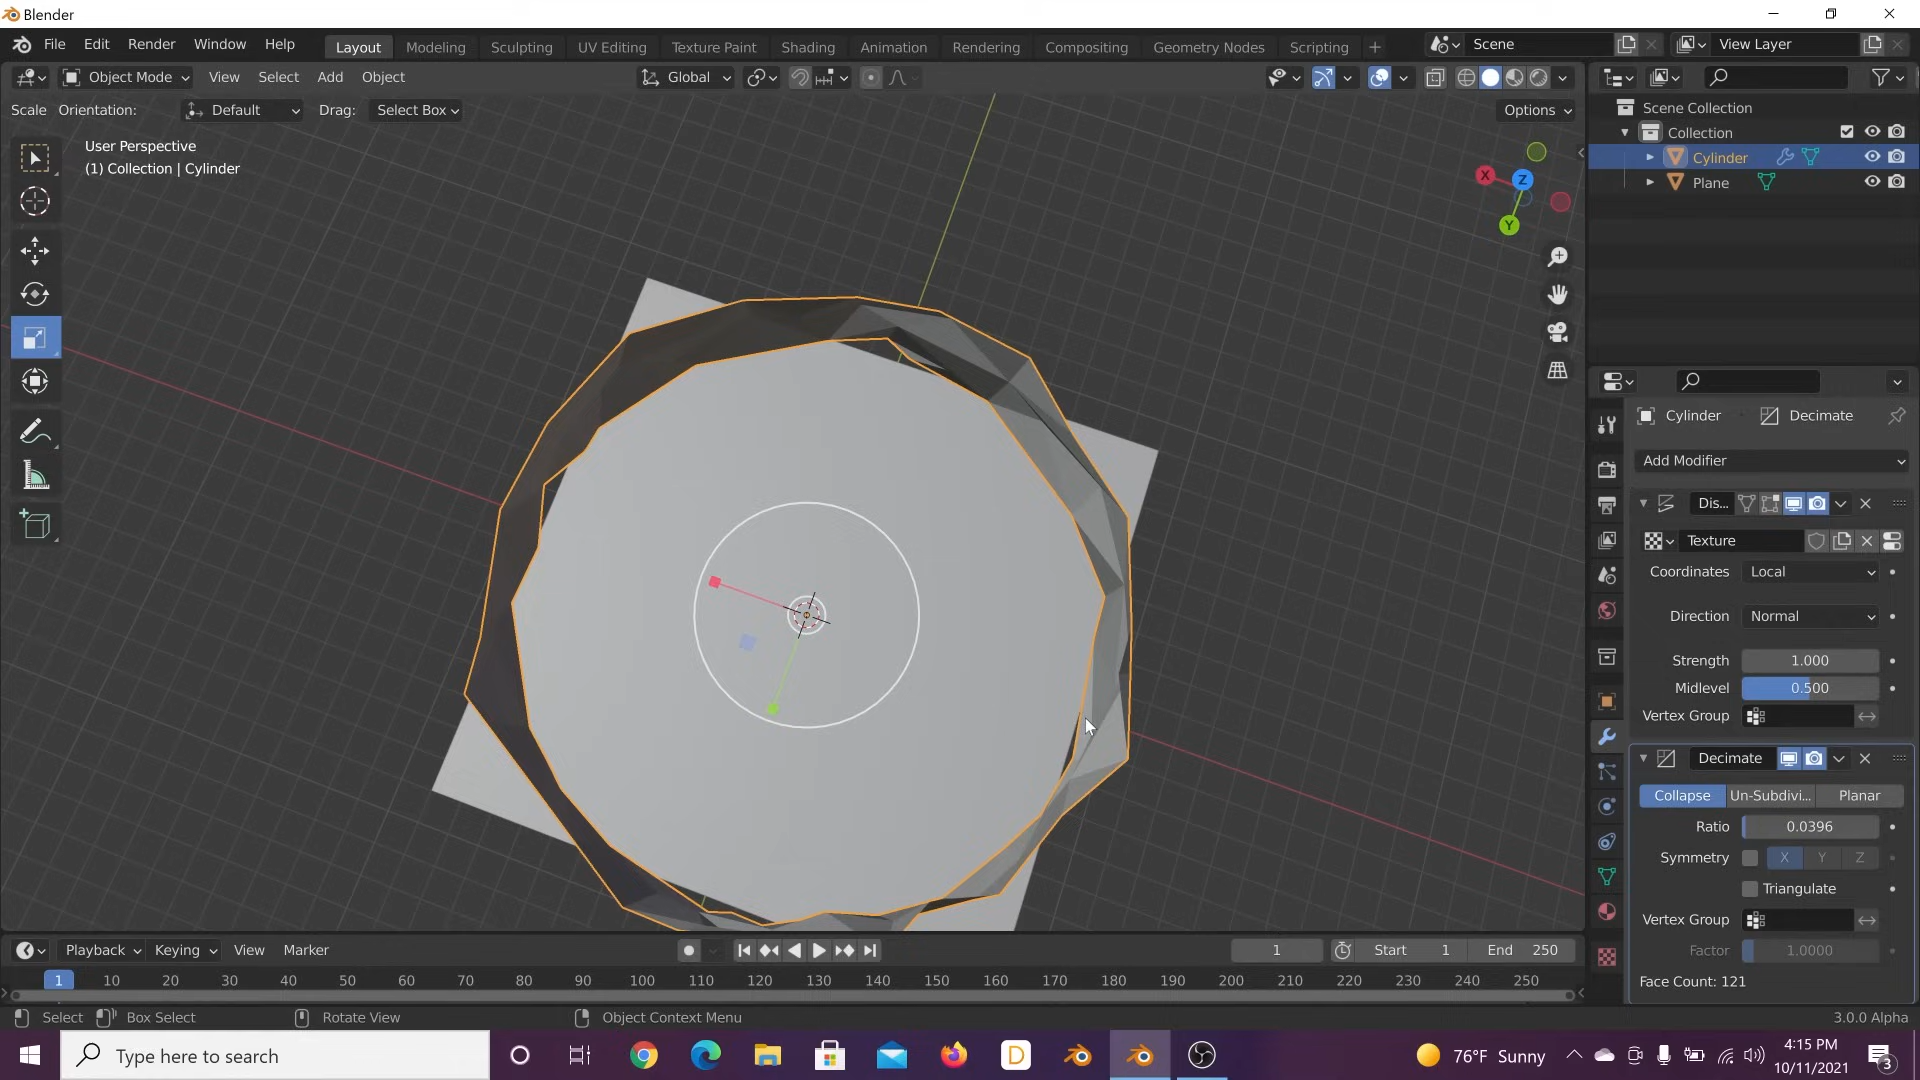 Blender
File Edit Render Window Help Layout Modeling Sculpting UV Editing Texture Paint Shading Animation Rendering Compositing Geometry Nodes Scripting + Scene View Layer
Object Mode View Select Add Object Global
Scale Orientation: Default Drag: Select Box Options
User Perspective
(1) Collection | Cylinder
X Z
Y
Scene Collection
Collection
Cylinder
Plane
Cylinder Decimate
Add Modifier
Dis...
Texture
Coordinates Local
Direction Normal
Strength 1.000
Midlevel 0.500
Vertex Group
Decimate
Collapse Un-Subdivi... Planar
Ratio 0.0396
Symmetry X Y Z
Triangulate
Vertex Group
Factor 1.0000
Face Count: 121
Playback Keying View Marker 1 Start 1 End 250
1 10 20 30 40 50 60 70 80 90 100 110 120 130 140 150 160 170 180 190 200 210 220 230 240 250
Select Box Select Rotate View Object Context Menu 3.0.0 Alpha
Type here to search D 76°F Sunny 4:15 PM
10/11/2021 3